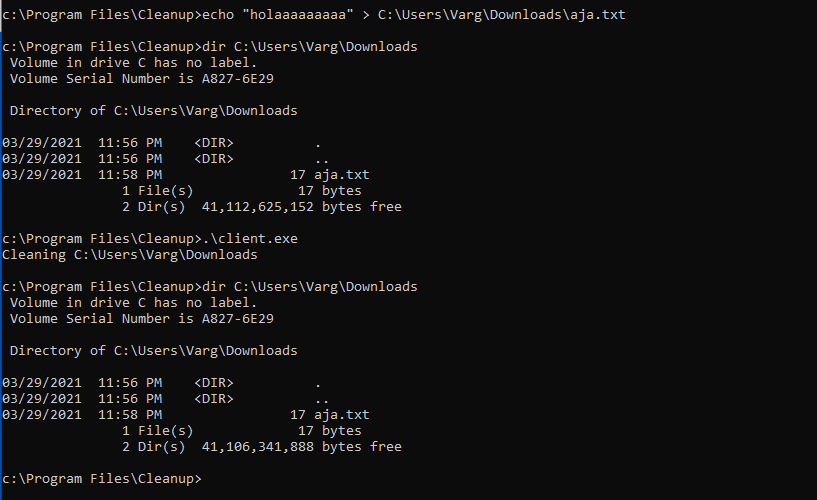 c:\Program Files\Cleanup>echo "holaaaaaaaaa" > C:\Users\Varg\Downloads\aja.txt
c:\Program Files\Cleanup>dir C:\Users\Varg\Downloads
Volume in drive C has no label.
Volume Serial Number is A827-6E29
Directory of C:\Users\Varg\Downloads
03/29/2021  11:56 PM    <DIR>          .
03/29/2021  11:56 PM    <DIR>          ..
03/29/2021  11:58 PM                17 aja.txt
1 File(s)             17 bytes
2 Dir(s)  41,112,625,152 bytes free
c:\Program Files\Cleanup>.\client.exe
Cleaning C:\Users\Varg\Downloads
c:\Program Files\Cleanup>dir C:\Users\Varg\Downloads
Volume in drive C has no label.
Volume Serial Number is A827-6E29
Directory of C:\Users\Varg\Downloads
03/29/2021  11:56 PM    <DIR>          .
03/29/2021  11:56 PM    <DIR>          ..
03/29/2021  11:58 PM                17 aja.txt
1 File(s)             17 bytes
2 Dir(s)  41,106,341,888 bytes free
c:\Program Files\Cleanup>